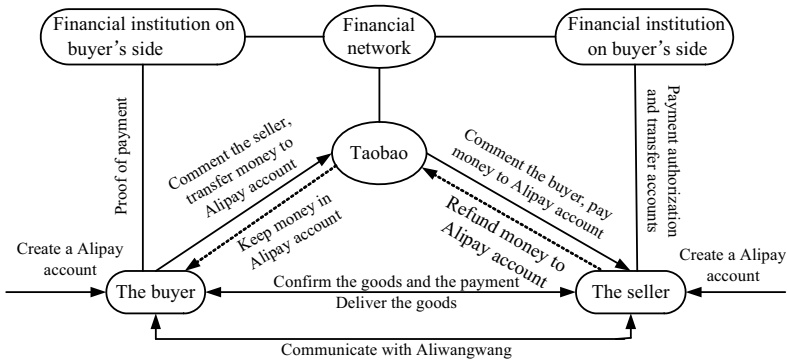 Financial institution on
buyer’s side
Financial
network
Financial institution
on buyer’s side
Proof of payment
Comment the seller,
transfer money to
Alipay account
Keep money in
Alipay account
Taobao
Comment the buyer, pay
money to Alipay account
Refund money to
Alipay account
Payment authorization
and transfer accounts
Create a Alipay
account
The buyer
Confirm the goods and the payment
Deliver the goods
The seller
Create a Alipay
account
Communicate with Aliwangwang